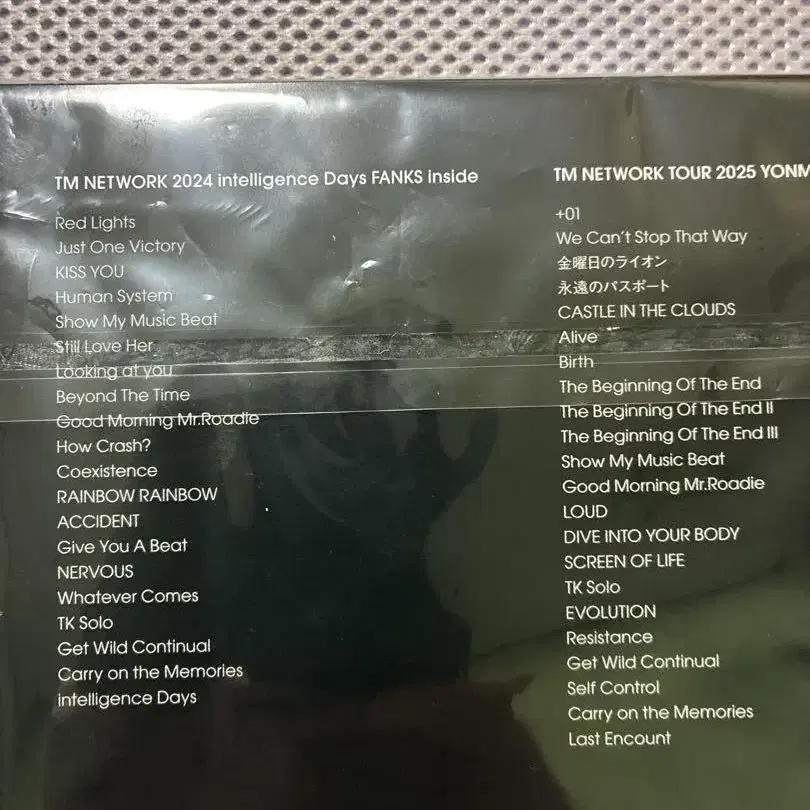 TM NETWORK 2024 intelligence Days FANKS inside
Red Lights
Just One Victory
KISS YOU
Human System
Show My Music Beat
Still Love Her
Looking at you
Beyond The Time
Good Morning Mr.Roadie
How Crash?
Coexistence
RAINBOW RAINBOW
ACCIDENT
Give You A Beat
NERVOUS
Whatever Comes
TK Solo
Get Wild Continual
Carry on the Memories
intelligence Days
TM NETWORK TOUR 2025
+01
We Can't Stop That Way
金曜日のライオン
永遠のパスポート
CASTLE IN THE CLOUDS
Alive
Birth
The Beginning Of The End
The Beginning Of The End II
The Beginning Of The End III
Show My Music Beat
Good Morning Mr.Roadie
LOUD
DIVE INTO YOUR BODY
SCREEN OF LIFE
TK Solo
EVOLUTION
Resistance
Get Wild Continual
Self Control
Carry on the Memories
Last Encount